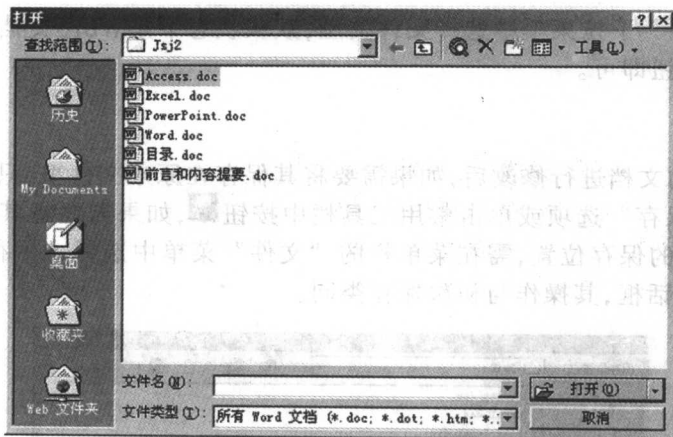 打开
查找范围(I):
Jsj2
工具(L)
Access.doc
Excel.doc
PowerPoint.doc
Word.doc
目录.doc
前言和内容提要.doc
历史
My Documents
桌面
收藏夹
Web 文件夹
文件名(N):
打开(O)
文件类型(T):
所有 Word 文档 (*.doc; *.dot; *.htm; *.
取消